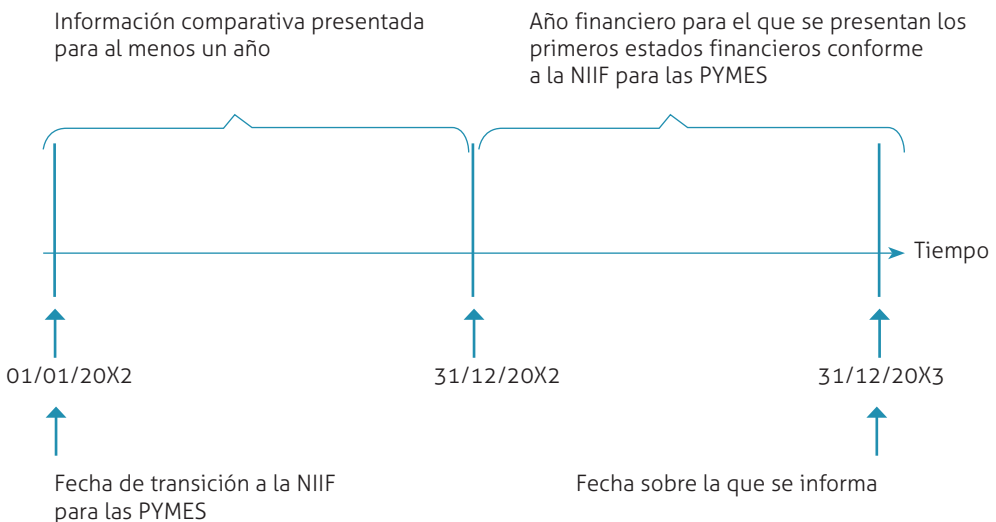 Información comparativa presentada
para al menos un año
Año financiero para el que se presentan los
primeros estados financieros conforme
a la NIIF para las PYMES
Tiempo
01/01/20X2
31/12/20X2
31/12/20X3
Fecha de transición a la NIIF
para las PYMES
Fecha sobre la que se informa